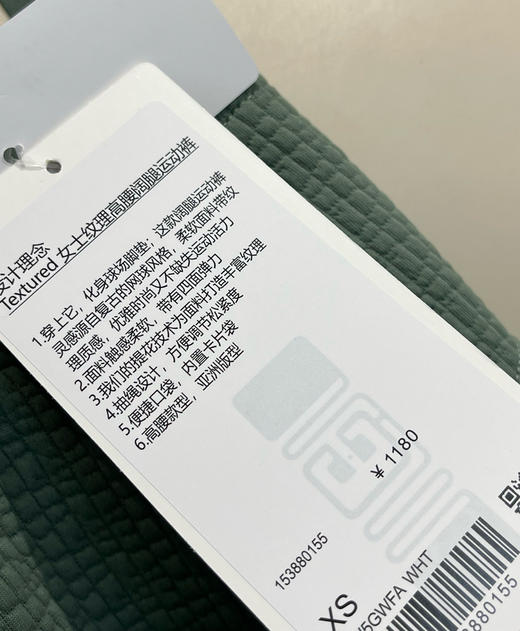 设计理念
Textured 女士纹理高腰阔腿运动裤
1.穿上它，化身球场脚垫；这款阔腿运动裤
灵感源自复古的网球风格，柔软面料带纹
理质感，优雅时尚又不缺失运动活力
2.面料触感柔软，带有四面弹力
3.我们的提花技术为面料打造丰富纹理
4.抽绳设计，方便调节松紧度
5.便捷口袋，内置卡片袋
6.高腰款型，亚洲版型
¥ 1180
153880155
XS
5GWFA WHT
53880155